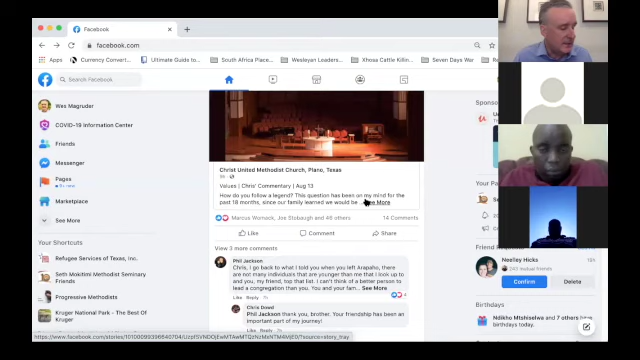 Facebook
facebook.com
Currency Convert...
Ultimate Guide to...
South Africa Place...
Wesleyan Leaders...
Xhosa Cattle Killin...
Seven Days War
Search Facebook
Wes Magruder
COVID-19 Information Center
Friends
Messenger
Pages
Marketplace
See More
Your Shortcuts
Refugee Services of Texas, Inc.
Seth Mokitimi Methodist Seminary
Friends
Progressive Methodists
Kruger National Park - The Best Of
Kruger
Christ United Methodist Church, Plano, Texas
Values | Chris' Commentary | Aug 13
How do you follow a legend? This question has been on my mind for the
past 18 months, since our family learned we would be ... See More
Marcus Womack, Joe Stobaugh and 46 others
14 Comments
Like
Comment
Share
View 3 more comments
Phil Jackson
Chris, I go back to what I told you when you left Arapaho, there
are not many individuals that are younger than me that I look up to
and you, my friend, top that list. I can't think of a better person
to lead a congregation than you. You and your fam... See More
Like Reply
Chris Dowd
Phil Jackson thank you, brother. Your friendship has been an
important part of my journey!
Like Reply
Sponso
Your Pa
Friend Req
Neelley Hicks
242 mutual friends
Confirm
Delete
Birthdays
Ndikho Mtshiselwa and 7 others have
birthdays today.